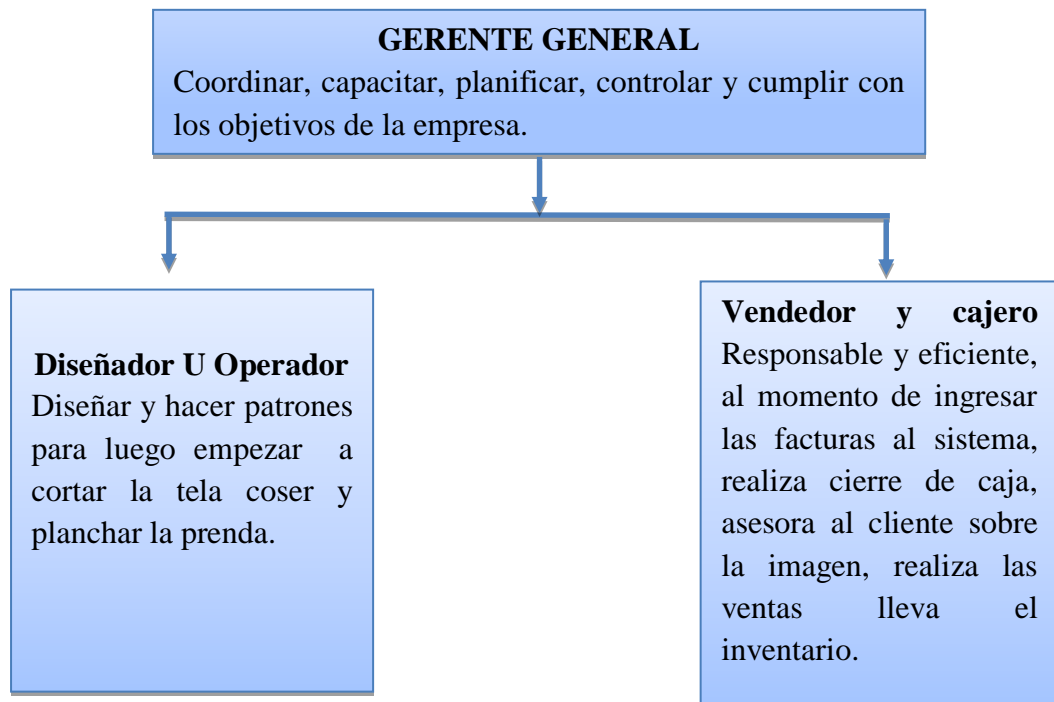 GERENTE GENERAL
Coordinar, capacitar, planificar, controlar y cumplir con
los objetivos de la empresa.
Diseñador U Operador
Diseñar y hacer patrones
para luego empezar a
cortar la tela coser y
planchar la prenda.
Vendedor y cajero
Responsable y eficiente,
al momento de ingresar
las facturas al sistema,
realiza cierre de caja,
asesora al cliente sobre
la imagen, realiza las
ventas lleva el
inventario.